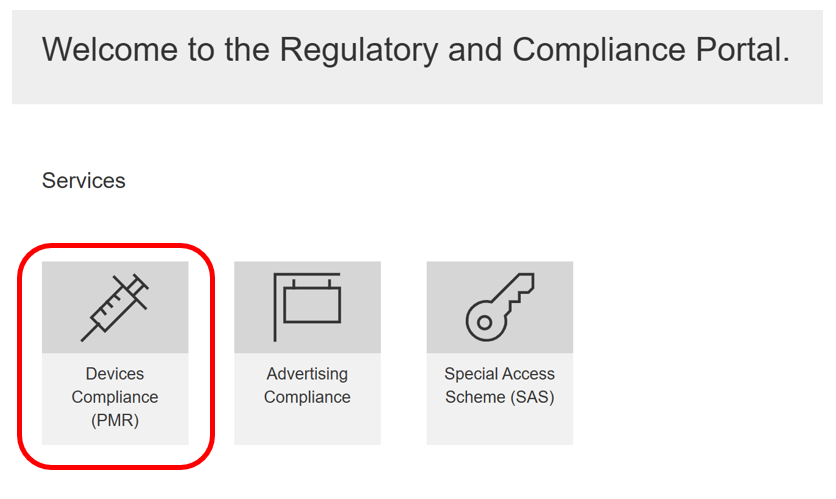 Welcome to the Regulatory and Compliance Portal.
Services
Devices
Compliance
(PMR)
Advertising
Compliance
Special Access
Scheme (SAS)